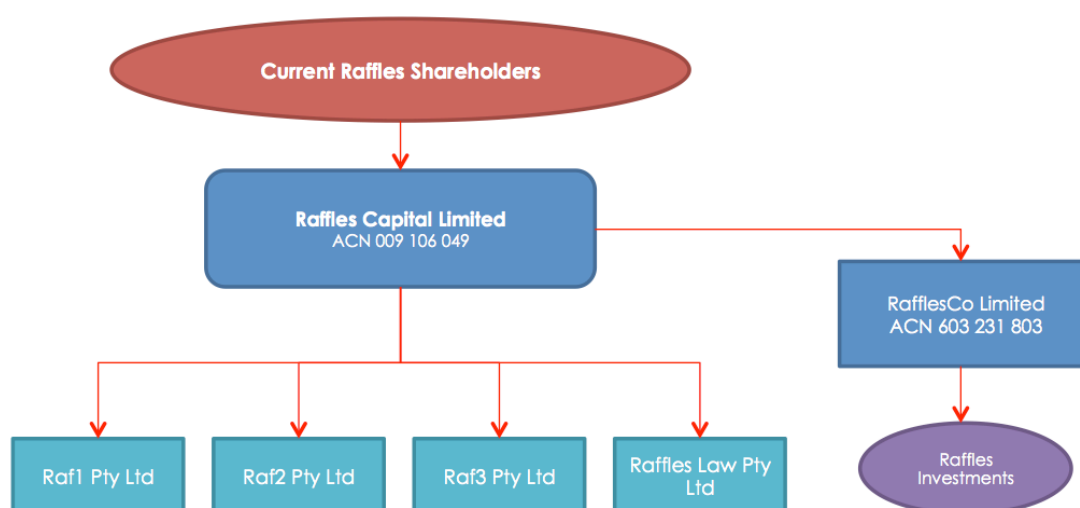 Current Raffles Shareholders
Raffles Capital Limited
ACN 009 106 049
RafflesCo Limited
ACN 603 231 803
Raf1 Pty Ltd
Raf2 Pty Ltd
Raf3 Pty Ltd
Raffles Law Pty
Ltd
Raffles
Investments